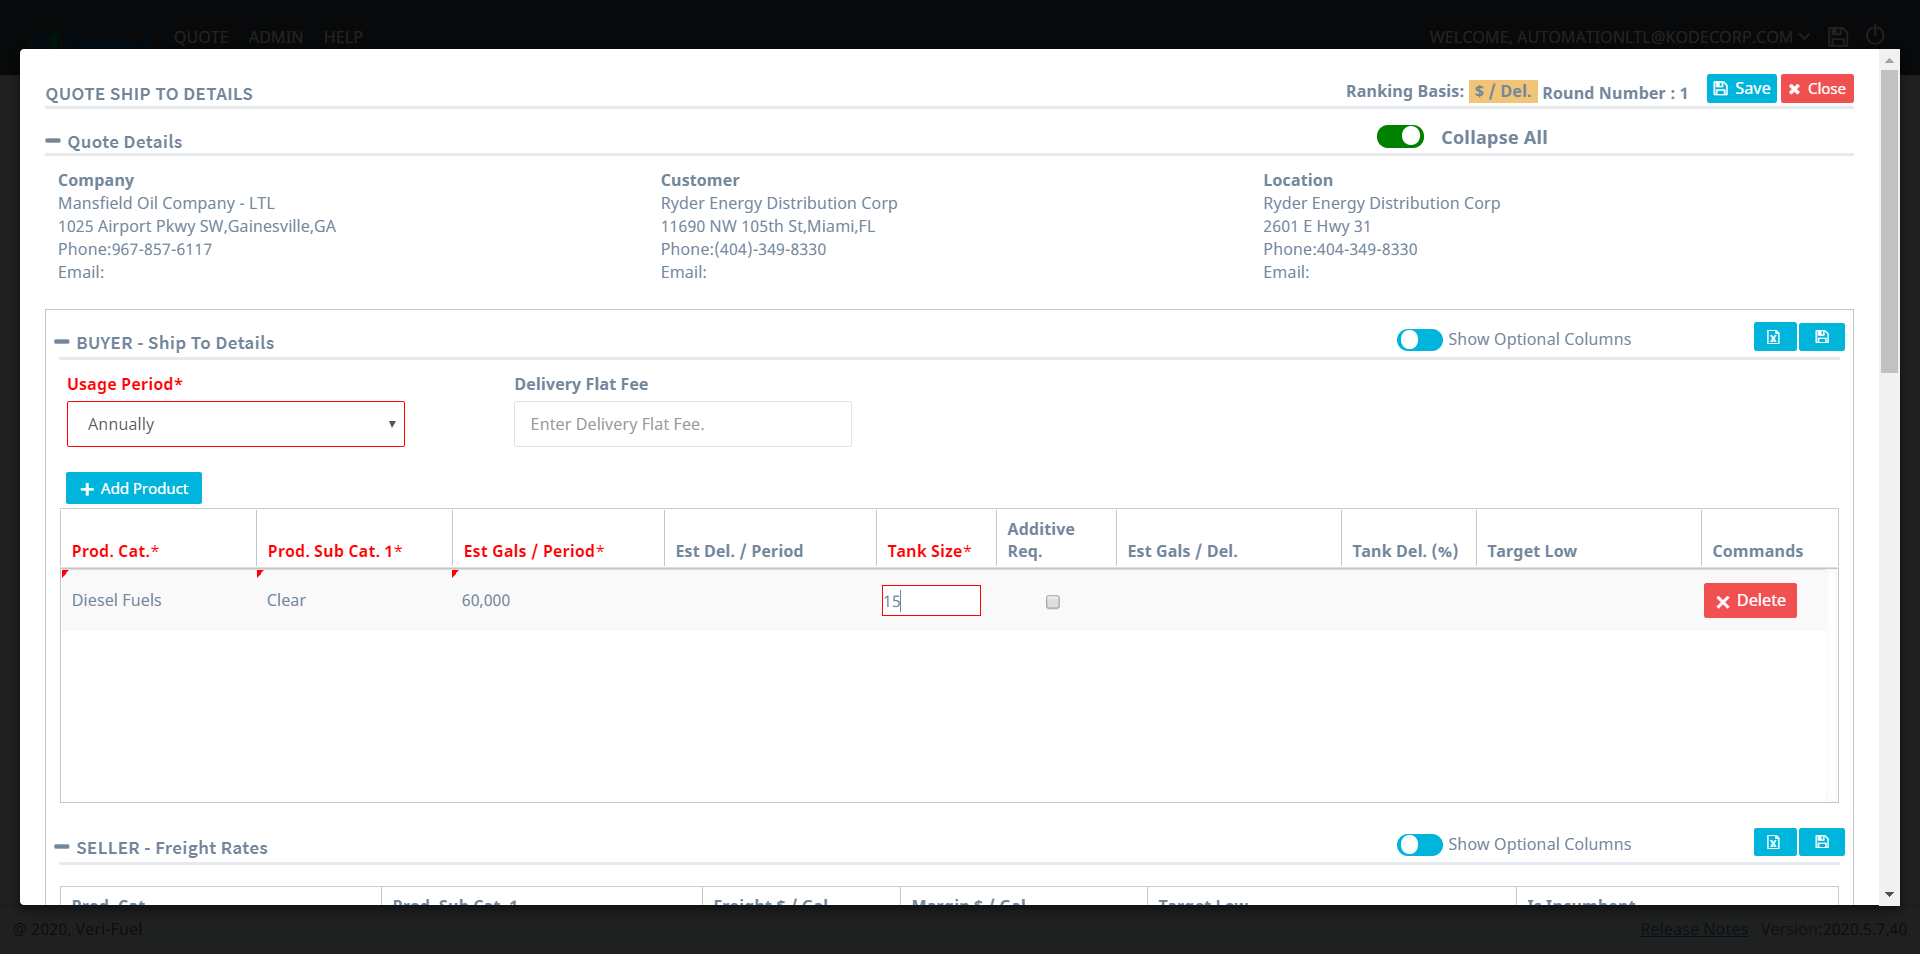 QUOTE ADMIN HELP
WELCOME, AUTOMATIONLTL@KODECORP.COM
QUOTE SHIP TO DETAILS
Ranking Basis: $ / Del. Round Number : 1
Save
Close
Quote Details
Collapse All
Company
Mansfield Oil Company - LTL
1025 Airport Pkwy SW,Gainesville,GA
Phone:967-857-6117
Email:
Customer
Ryder Energy Distribution Corp
11690 NW 105th St,Miami,FL
Phone:(404)-349-8330
Email:
Location
Ryder Energy Distribution Corp
2601 E Hwy 31
Phone:404-349-8330
Email:
BUYER - Ship To Details
Show Optional Columns
Usage Period*
Annually
Delivery Flat Fee
Enter Delivery Flat Fee.
Add Product
Prod. Cat.* Prod. Sub Cat. 1* Est Gals / Period* Est Del. / Period Tank Size* Additive Req. Est Gals / Del. Tank Del. (%) Target Low Commands
Diesel Fuels Clear 60,000 15 Delete
SELLER - Freight Rates
Show Optional Columns
Prod. Cat. Prod. Sub Cat. 1 Freight $ / Gal Margin $ / Gal Target Low Is Incumbent
@ 2020, Veri-Fuel
Release Notes Version:2020.5.7.40